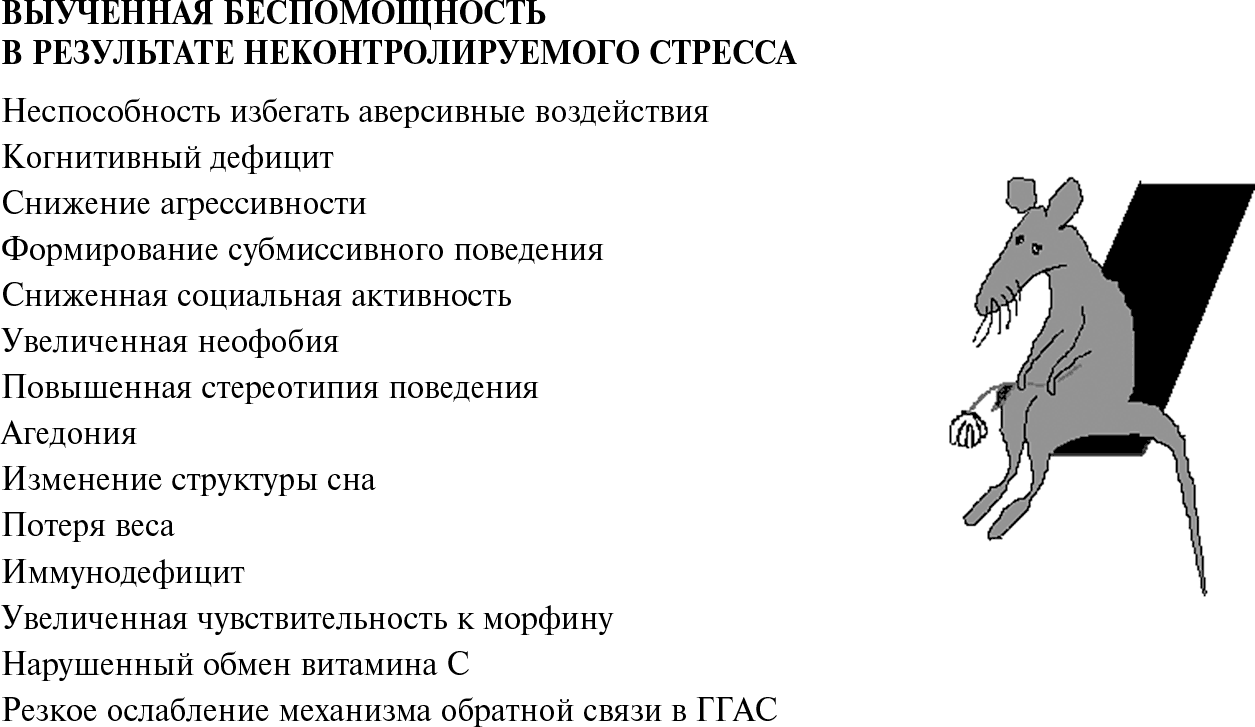 ВЫУЧЕННАЯ БЕСПОМОЩНОСТЬ
В РЕЗУЛЬТАТЕ НЕКОНТРОЛИРУЕМОГО СТРЕССА
Неспособность избегать аверсивные воздействия
Когнитивный дефицит
Снижение агрессивности
Формирование субмиссивного поведения
Сниженная социальная активность
Увеличенная неофобия
Повышенная стереотипия поведения
Агедония
Изменение структуры сна
Потеря веса
Иммунодефицит
Увеличенная чувствительность к морфину
Нарушенный обмен витамина С
Резкое ослабление механизма обратной связи в ГГАС